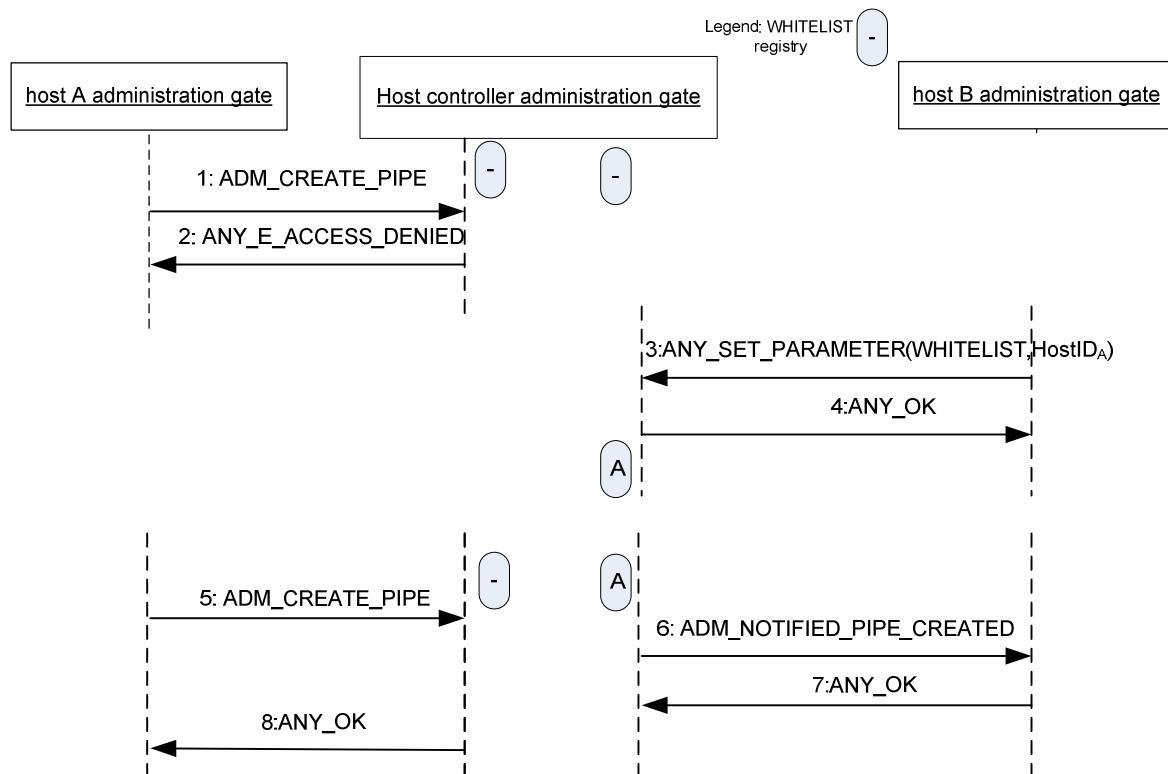 Legend: WHITELIST
registry
-
host A administration gate
Host controller administration gate
host B administration gate
-
-
1: ADM_CREATE_PIPE
2: ANY_E_ACCESS_DENIED
3:ANY_SET_PARAMETER(WHITELIST,HostIDA)
4:ANY_OK
A
-
A
5: ADM_CREATE_PIPE
6: ADM_NOTIFIED_PIPE_CREATED
7:ANY_OK
8:ANY_OK